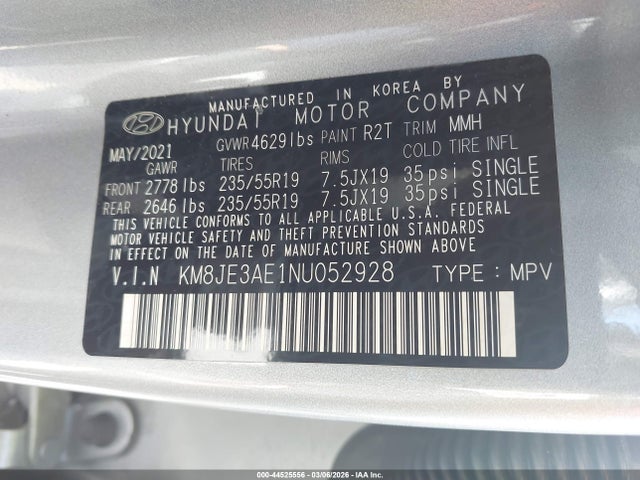 MANUFACTURED IN KOREA BY
HYUNDAI MOTOR COMPANY
MAY/2021 GVWR 4629lbs PAINT R2T TRIM MMH
GAWR TIRES RIMS COLD TIRE INFL
FRONT 2778 lbs 235/55R19 7.5JX19 35psi SINGLE
REAR 2646 lbs 235/55R19 7.5JX19 35psi SINGLE
THIS VEHICLE CONFORMS TO ALL APPLICABLE U.S.A. FEDERAL
MOTOR VEHICLE SAFETY AND THEFT PREVENTION STANDARDS
IN EFFECT ON THE DATE OF MANUFACTURE SHOWN ABOVE
V.I.N KM8JE3AE1NU052928 TYPE : MPV
000-44525556 | 03/06/2026 | IAA Inc.